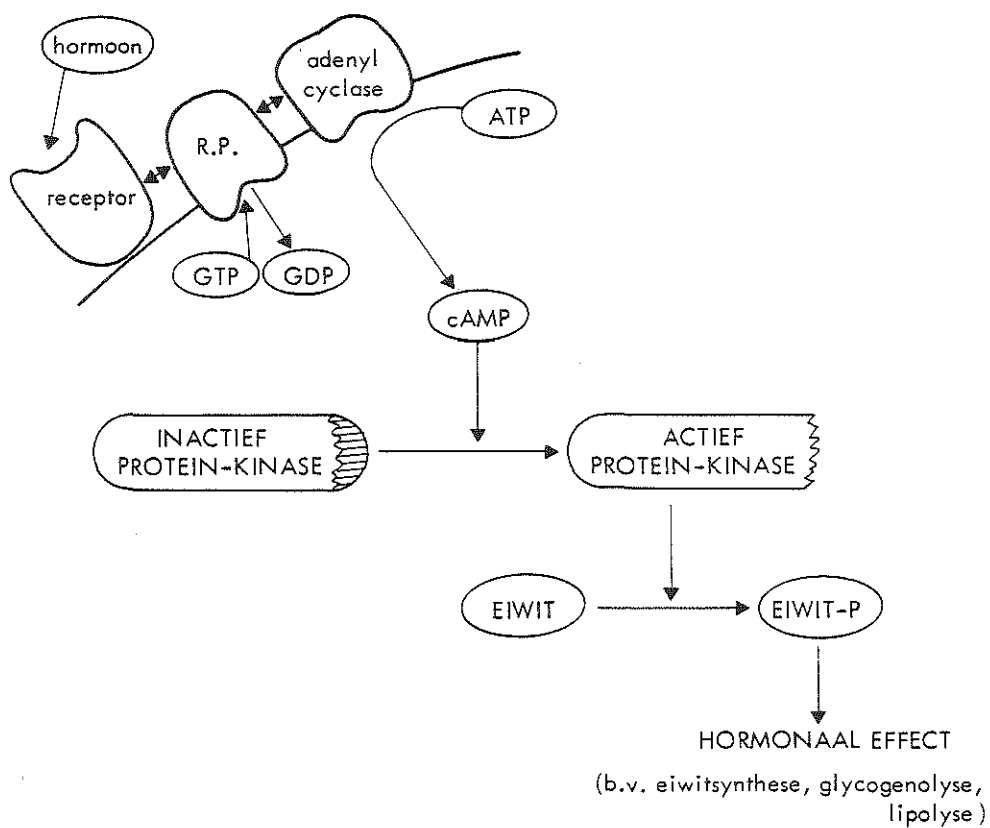 hormoon
adenyl
cyclase
ATP
R.P.
receptor
GTP
GDP
cAMP
INACTIEF
PROTEIN-KINASE
ACTIEF
PROTEIN-KINASE
EIWIT
EIWIT-P
HORMONAAL EFFECT
(b.v. eiwitsynthese, glycogenolyse,
lipolyse)